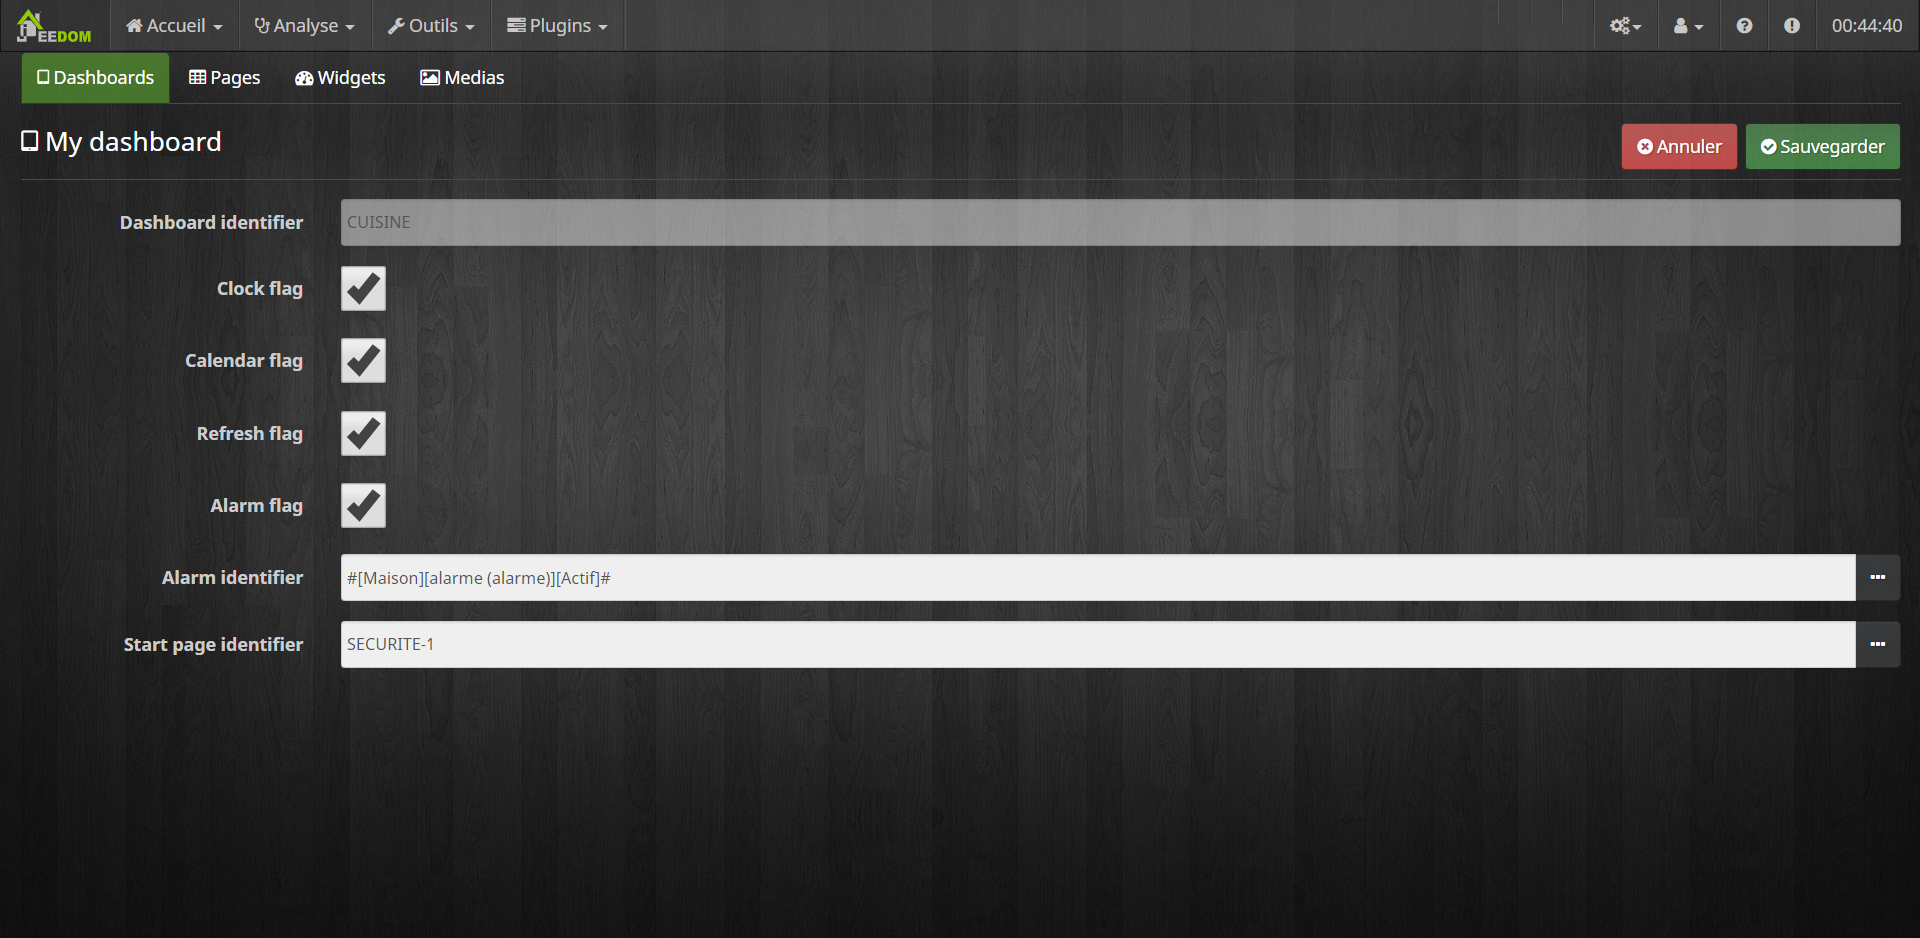 JEEDOM Accueil Analyse Outils Plugins 00:44:40
Dashboards Pages Widgets Medias
My dashboard Annuler Sauvegarder
Dashboard identifier CUISINE
Clock flag
Calendar flag
Refresh flag
Alarm flag
Alarm identifier #[Maison][alarme (alarme)][Actif]# ...
Start page identifier SECURITE-1 ...